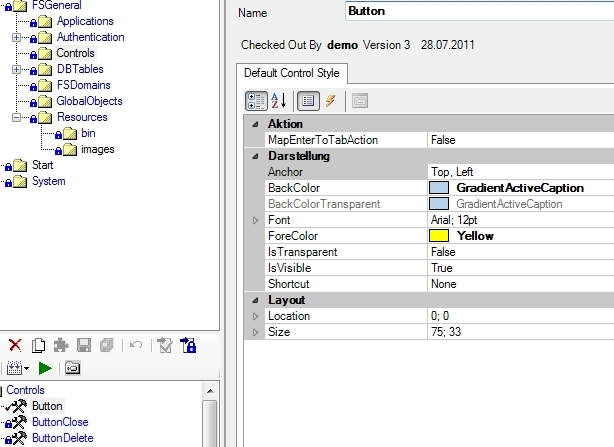 FSGeneral
Applications
Authentication
Controls
DBTables
FSDomains
GlobalObjects
Resources
bin
images
Start
System
Controls
Button
ButtonClose
ButtonDelete
Name Button
Checked Out By demo Version 3 28.07.2011
Default Control Style
Aktion
MapEnterToTabAction False
Darstellung
Anchor Top, Left
BackColor GradientActiveCaption
BackColorTransparent GradientActiveCaption
Font Arial; 12pt
ForeColor Yellow
IsTransparent False
IsVisible True
Shortcut None
Layout
Location 0; 0
Size 75; 33